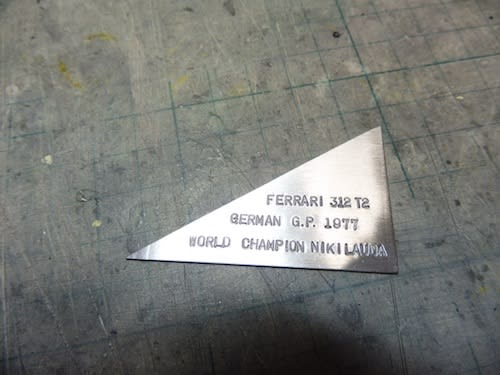 FERRARI 312 T2
GERMAN G.P. 1977
WORLD CHAMPION NIKI LAUDA